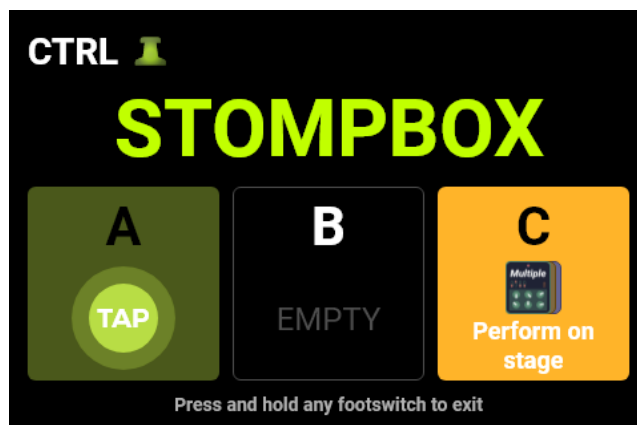 CTRL
STOMPBOX
A
B
C
TAP
EMPTY
Multiple
Perform on
stage
Press and hold any footswitch to exit